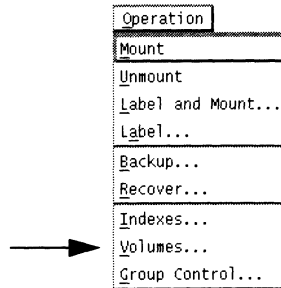 Operation
Mount
Unmount
Label and Mount...
Label...
Backup...
Recover...
Indexes...
Volumes...
Group Control...